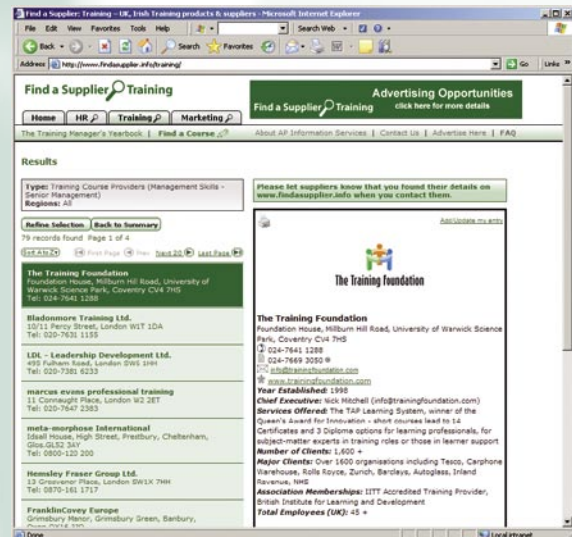 Find a Supplier: Training - UK, Irish Training products & suppliers - Microsoft Internet Explorer
File Edit View Favorites Tools Help
Search Web
Back
Search Favorites
Address http://www.findasupplier.info/training/
Go Links
Find a Supplier Training
Advertising Opportunities
click here for more details
Find a Supplier Training
Home HR Training Marketing
The Training Manager's Yearbook | Find a Course
About AP Information Services | Contact Us | Advertise Here | FAQ
Results
Type: Training Course Providers (Management Skills - Senior Management)
Regions: All
Refine Selection Back to Summary
79 records found Page 1 of 4
Sort A to Z First Page Prev Next 20 Last Page
The Training Foundation
Foundation House, Millburn Hill Road, University of
Warwick Science Park, Coventry CV4 7HS
Tel: 024-7641 1288
Bladonmore Training Ltd.
10/11 Percy Street, London W1T 1DA
Tel: 020-7631 1155
LDL - Leadership Development Ltd.
495 Fulham Road, London SW6 1HH
Tel: 020-7381 6233
marcus evans professional training
11 Connaught Place, London W2 2ET
Tel: 020-7647 2383
meta-morphose International
Idsall House, High Street, Prestbury, Cheltenham,
Glos.GL52 3AY
Tel: 0800-120 200
Hemsley Fraser Group Ltd.
13 Grosvenor Place, London SW1X 7HH
Tel: 0870-161 1717
FranklinCovey Europe
Grimsbury Manor, Grimsbury Green, Banbury,
Please let suppliers know that you found their details on
www.findasupplier.info when you contact them.
Add/Update my entry
The Training foundation
The Training Foundation
Foundation House, Millburn Hill Road, University of Warwick Science
Park, Coventry CV4 7HS
024-7641 1288
024-7669 3050
info@trainingfoundation.com
www.trainingfoundation.com
Year Established: 1998
Chief Executive: Nick Mitchell (info@trainingfoundation.com)
Services Offered: The TAP Learning System, winner of the
Queen's Award for Innovation - short courses lead to 14
Certificates and 3 Diploma options for learning professionals, for
subject-matter experts in training roles or those in learner support
Number of Clients: 1,600 +
Major Clients: Over 1600 organisations including Tesco, Carphone
Warehouse, Rolls Royce, Zurich, Barclays, Autoglass, Inland
Revenue, NHS
Association Memberships: IITT Accredited Training Provider,
British Institute for Learning and Development
Total Employees (UK): 45 +
Done
Local intranet